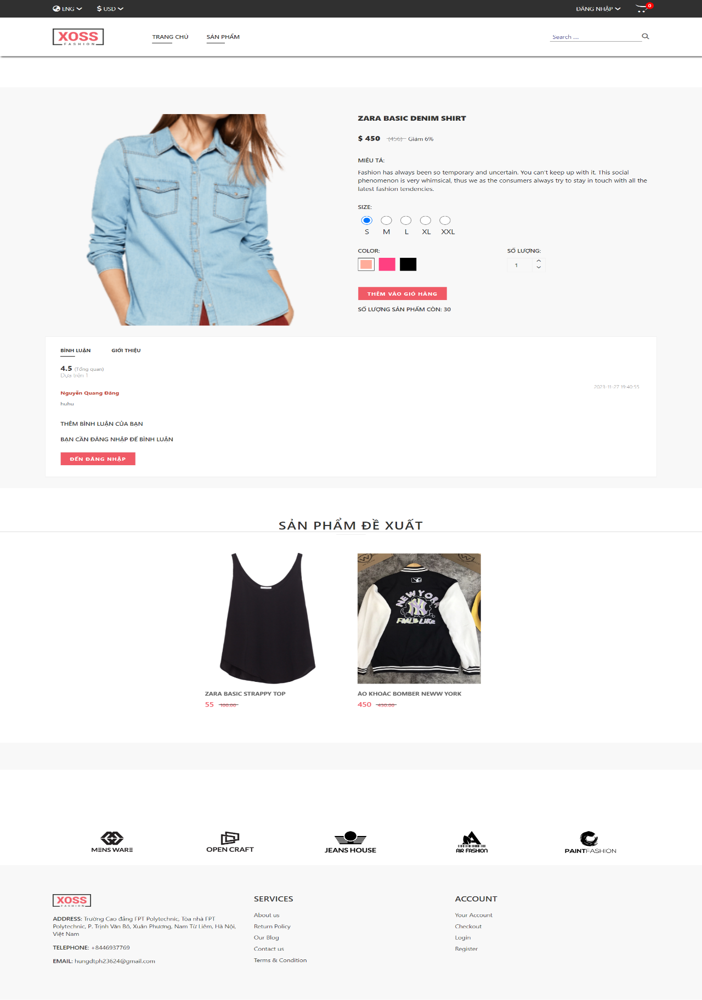 ENG USD ĐĂNG NHẬP 0
XOSS
FASHION
TRANG CHỦ SẢN PHẨM Search ....
ZARA BASIC DENIM SHIRT
$ 450 (456) Giảm 6%
MIÊU TẢ:
Fashion has always been so temporary and uncertain. You can't keep up with it. This social
phenomenon is very whimsical, thus we as the consumers always try to stay in touch with all the
latest fashion tendencies.
SIZE:
S M L XL XXL
COLOR: SỐ LƯỢNG:
1
THÊM VÀO GIỎ HÀNG
SỐ LƯỢNG SẢN PHẨM CÒN: 30
BÌNH LUẬN GIỚI THIỆU
4.5 (Tổng quan)
Dựa trên 1
2023-11-27 19:40:55
Nguyễn Quang Đăng
huhu
THÊM BÌNH LUẬN CỦA BẠN
BẠN CẦN ĐĂNG NHẬP ĐỂ BÌNH LUẬN
ĐẾN ĐĂNG NHẬP
SẢN PHẨM ĐỀ XUẤT
NEW YORK
NY
ZARA BASIC STRAPPY TOP
55 100.00
ÁO KHOÁC BOMBER NEWW YORK
450 450.00
MENS WARE
OPEN CRAFT
JEANS HOUSE
AIR FASHION
PAINTFASHION
XOSS
FASHION
ADDRESS: Trường Cao đẳng FPT Polytechnic, Tòa nhà FPT
Polytechnic, P. Trịnh Văn Bô, Xuân Phương, Nam Từ Liêm, Hà Nội,
Việt Nam
TELEPHONE: +8446937769
EMAIL: hungdtph23624@gmail.com
SERVICES
About us
Return Policy
Our Blog
Contact us
Terms & Condition
ACCOUNT
Your Account
Checkout
Login
Register